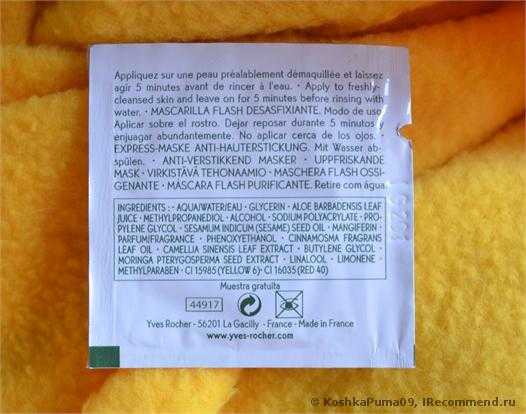 Appliquez sur une peau préalablement démaquillée et laissez
agir 5 minutes avant de rincer à l'eau. • Apply to freshly-
cleansed skin and leave on for 5 minutes before rinsing with
water. • MASCARILLA FLASH DESASFIXIANTE. Modo de uso
Aplicar sobre el rostro. Dejar reposar durante 5 minutos y
enjuagar abundantemente. No aplicar cerca de los ojos. •
EXPRESS-MASKE ANTI-HAUTERSTICKUNG. Mit Wasser ab-
spülen. • ANTI-VERSTIKKEND MASKER • UPPFRISKANDE
MASK • VIRKISTÄVÄ TEHONAAMIO • MASCHERA FLASH OSSI-
GENANTE • MÁSCARA FLASH PURIFICANTE. Retire com água
INGREDIENTS : • AQUA/WATER/EAU • GLYCERIN • ALOE BARBADENSIS LEAF
JUICE • METHYLPROPANEDIOL • ALCOHOL • SODIUM POLYACRYLATE • PRO-
PYLENE GLYCOL • SESAMUM INDICUM (SESAME) SEED OIL • MANGIFERIN •
PARFUM/FRAGRANCE • PHENOXYETHANOL • CINNAMOSMA FRAGRANS
LEAF OIL • CAMELLIA SINENSIS LEAF EXTRACT • BUTYLENE GLYCOL •
MORINGA PTERYGOSPERMA SEED EXTRACT • LINALOOL • LIMONENE •
METHYLPARABEN • CI 15985 (YELLOW 6) • CI 16035 (RED 40)
Muestra gratuita
44917
Yves Rocher - 56201 La Gacilly - France - Made in France
www.yves-rocher.com
© KoshkaPuma09, IRecommend.ru